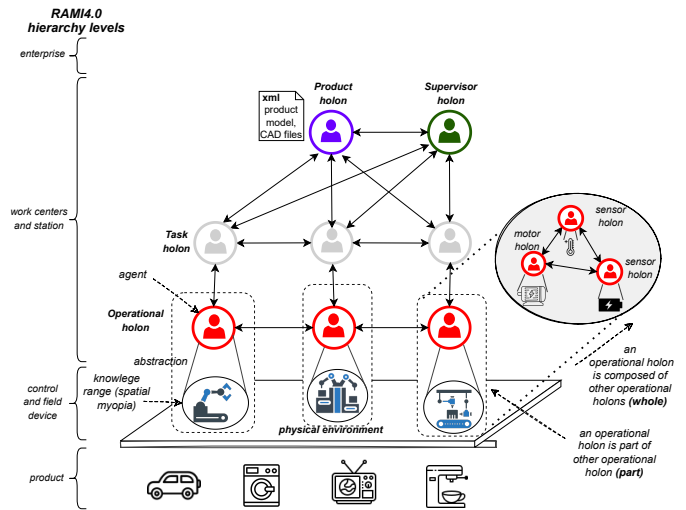 RAMI4.0
hierarchy levels
enterprise
Product
holon
Supervisor
holon
xml
product
model,
CAD files
work centers
and station
Task
holon
sensor
holon
motor
holon
sensor
holon
agent
Operational
holon
abstraction
an
operational holon
is composed of
other operational
holons (whole)
control
and field
device
knowlege
range (spatial
myopia)
physical environment
an operational
holon is part of
other operational
holon (part)
product